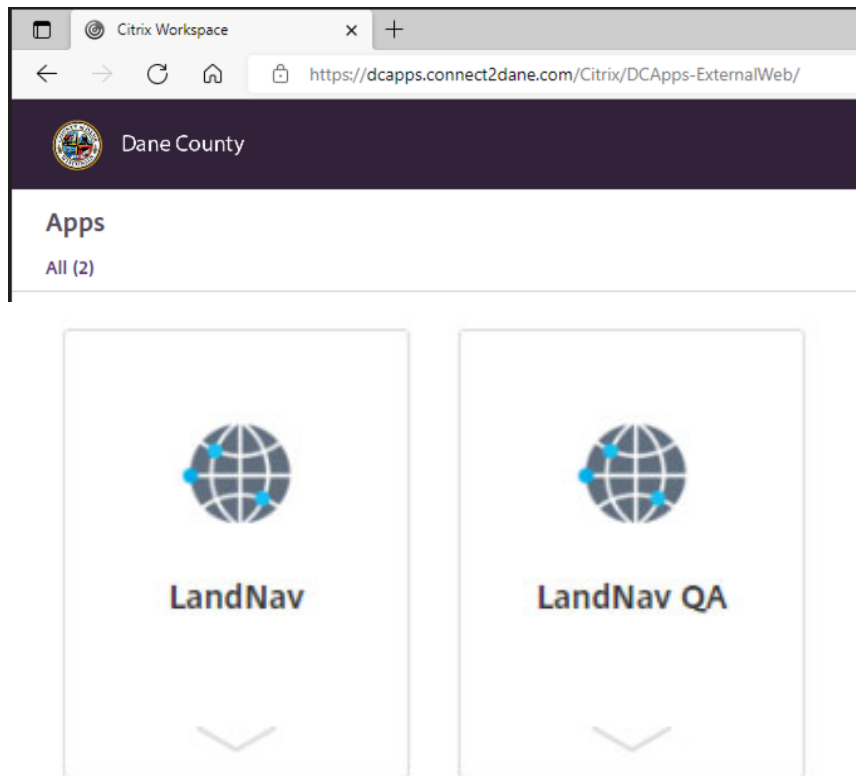 Citrix Workspace
https://dcapps.connect2dane.com/Citrix/DCApps-ExternalWeb/
Dane County
Apps
All (2)
LandNav
LandNav QA